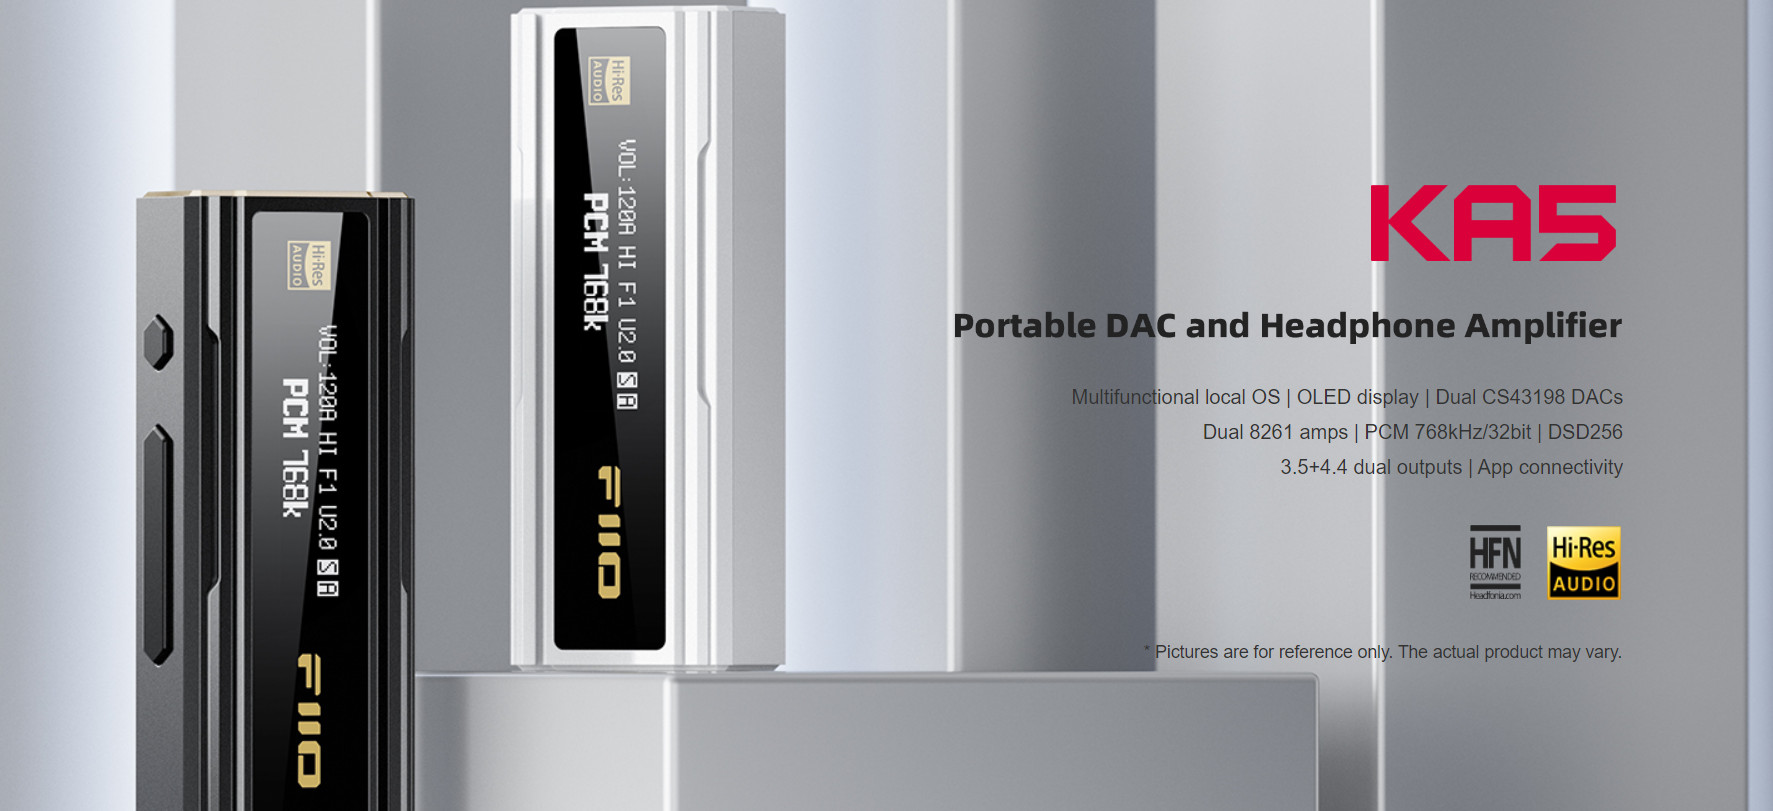 Hi-Res
AUDIO
VOL:120A HI F1 U2.0 S A
PCM 768k
FIIO
Hi-Res
AUDIO
VOL:120A HI F1 U2.0 S A
PCM 768k
FIIO
KA5
Portable DAC and Headphone Amplifier
Multifunctional local OS | OLED display | Dual CS43198 DACs
Dual 8261 amps | PCM 768kHz/32bit | DSD256
3.5+4.4 dual outputs | App connectivity
HFN
RECOMMENDED
Headfonia.com
Hi-Res
AUDIO
* Pictures are for reference only. The actual product may vary.